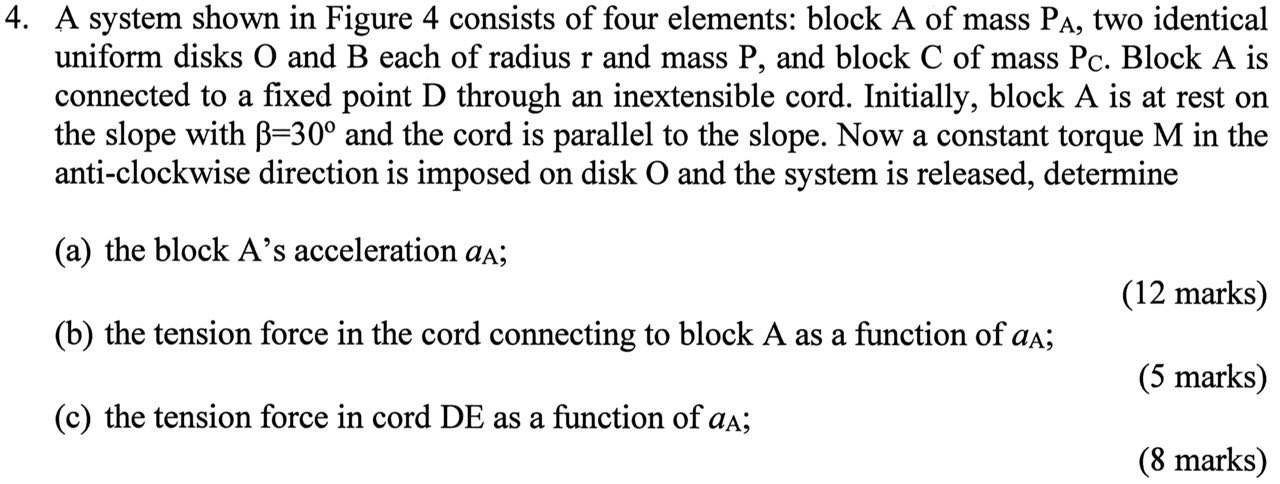 4. A system shown in Figure 4 consists of four elements: block A of mass PA, two identical
uniform disks O and B each of radius r and mass P, and block C of mass PC. Block A is
connected to a fixed point D through an inextensible cord. Initially, block A is at rest on
the slope with β=30º and the cord is parallel to the slope. Now a constant torque M in the
anti-clockwise direction is imposed on disk O and the system is released, determine
(a) the block A's acceleration aA;
(12 marks)
(b) the tension force in the cord connecting to block A as a function of aA;
(5 marks)
(c) the tension force in cord DE as a function of aA;
(8 marks)